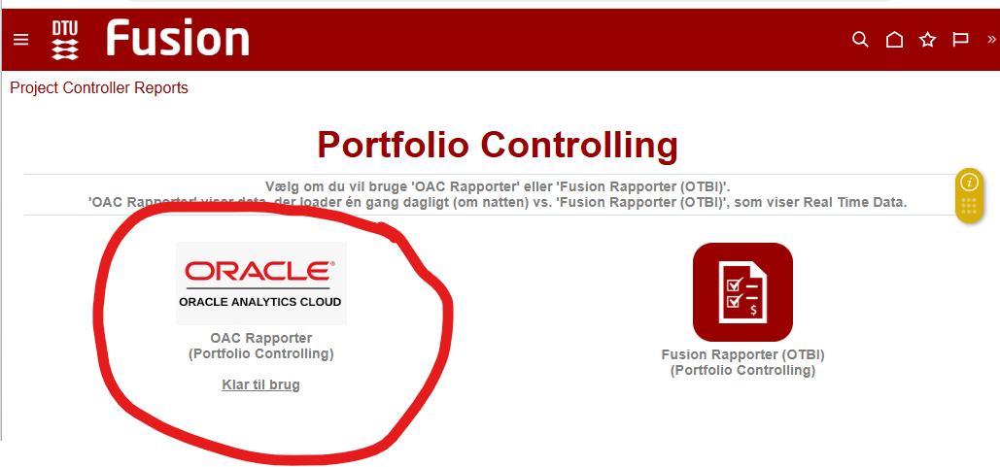 DTU
Fusion
Project Controller Reports
Portfolio Controlling
Vælg om du vil bruge 'OAC Rapporter' eller 'Fusion Rapporter (OTBI)'.
'OAC Rapporter' viser data, der loader én gang dagligt (om natten) vs. 'Fusion Rapporter (OTBI)', som viser Real Time Data.
ORACLE®
ORACLE ANALYTICS CLOUD
OAC Rapporter
(Portfolio Controlling)
Klar til brug
$
Fusion Rapporter (OTBI)
(Portfolio Controlling)